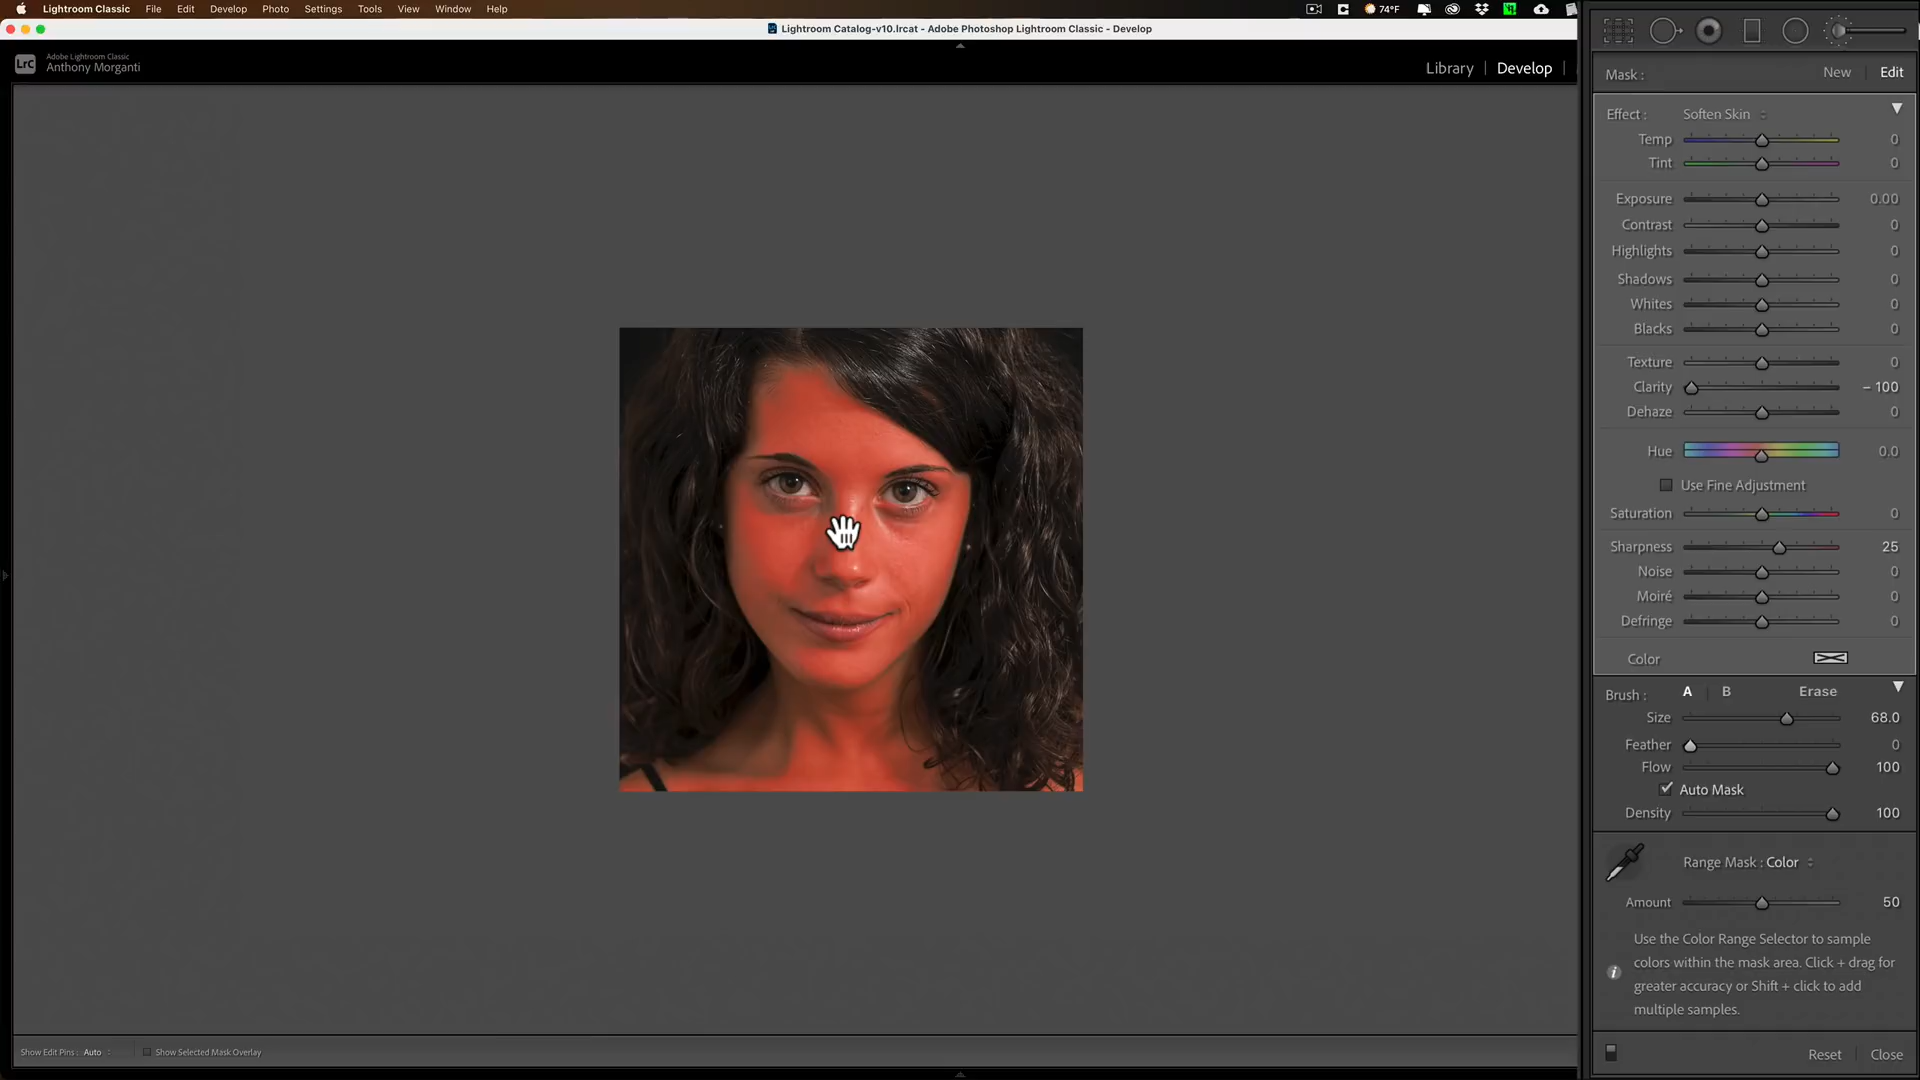 Lightroom Classic File Edit Develop Photo Settings Tools View Window Help 74°F
Lightroom Catalog-v10.lrcat - Adobe Photoshop Lightroom Classic - Develop
LrC
Adobe Lightroom Classic
Anthony Morganti
Library | Develop |
Mask : New Edit
Effect : Soften Skin
Temp 0
Tint 0
Exposure 0.00
Contrast 0
Highlights 0
Shadows 0
Whites 0
Blacks 0
Texture 0
Clarity – 100
Dehaze 0
Hue 0.0
Use Fine Adjustment
Saturation 0
Sharpness 25
Noise 0
Moiré 0
Defringe 0
Color
Brush : A B Erase
Size 68.0
Feather 0
Flow 100
Auto Mask
Density 100
Range Mask : Color
Amount 50
Use the Color Range Selector to sample
colors within the mask area. Click + drag for
greater accuracy or Shift + click to add
multiple samples.
Show Edit Pins : Auto Show Selected Mask Overlay
Reset Close